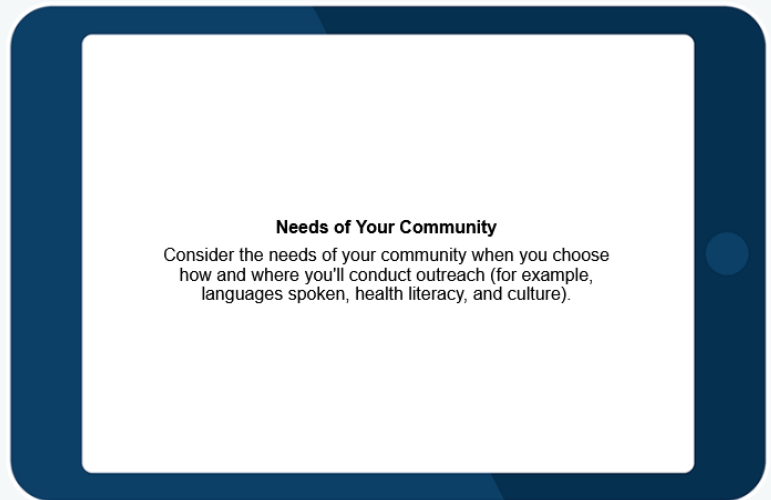 Needs of Your Community
Consider the needs of your community when you choose
how and where you'll conduct outreach (for example,
languages spoken, health literacy, and culture).